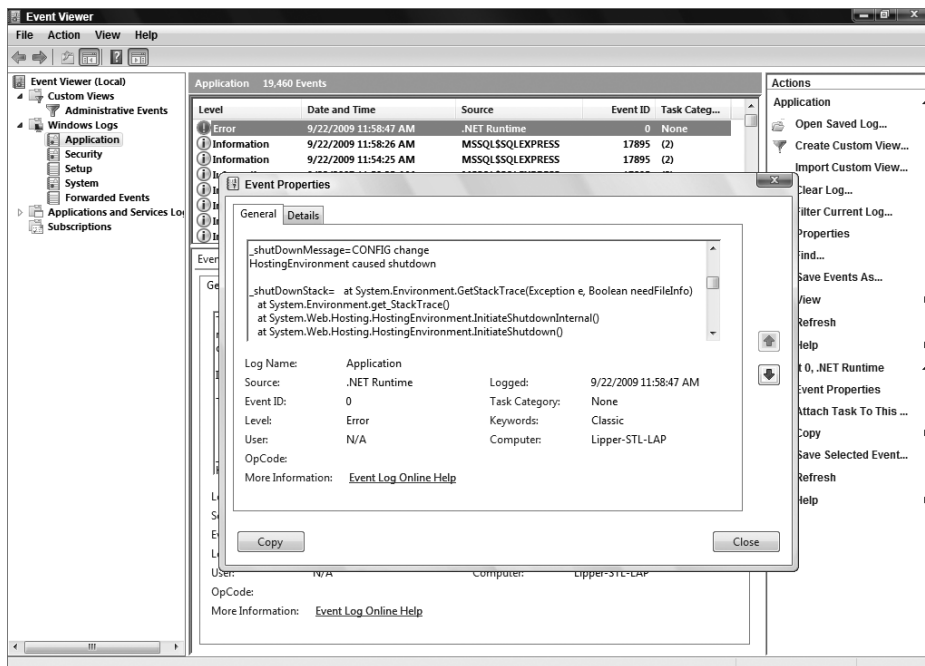 Event Viewer
File Action View Help
Event Viewer (Local)
Custom Views
Administrative Events
Windows Logs
Application
Security
Setup
System
Forwarded Events
Applications and Services Lo
Subscriptions
Application 19,460 Events
Level Date and Time Source Event ID Task Categ...
Error 9/22/2009 11:58:47 AM .NET Runtime 0 None
Information 9/22/2009 11:58:26 AM MSSQL$SQLEXPRESS 17895 (2)
Information 9/22/2009 11:54:25 AM MSSQL$SQLEXPRESS 17895 (2)
Event Properties
General Details
_shutDownMessage=CONFIG change
HostingEnvironment caused shutdown
_shutDownStack= at System.Environment.GetStackTrace(Exception e, Boolean needFileInfo)
at System.Environment.get_StackTrace()
at System.Web.Hosting.HostingEnvironment.InitiateShutdownInternal()
at System.Web.Hosting.HostingEnvironment.InitiateShutdown()
Log Name: Application
Source: .NET Runtime Logged: 9/22/2009 11:58:47 AM
Event ID: 0 Task Category: None
Level: Error Keywords: Classic
User: N/A Computer: Lipper-STL-LAP
OpCode:
More Information: Event Log Online Help
Copy Close
User: N/A Computer: Lipper-STL-LAP
OpCode:
More Information: Event Log Online Help
Actions
Application
Open Saved Log...
Create Custom View...
Import Custom View...
Clear Log...
Filter Current Log...
Properties
Find...
Save Events As...
View
Refresh
Help
t 0, .NET Runtime
Event Properties
Attach Task To This ...
Copy
Save Selected Event...
Refresh
Help